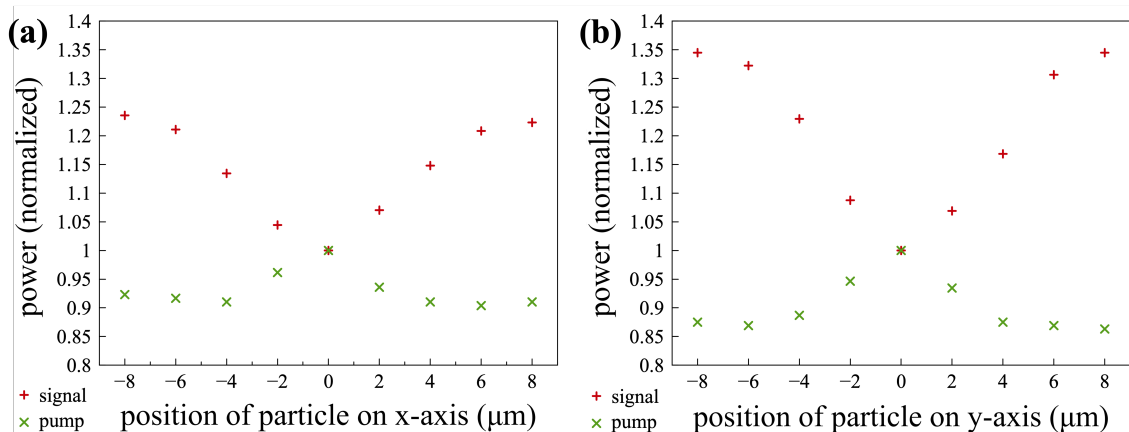 (a)
power (normalized)
1.4
1.35
1.3
1.25
1.2
1.15
1.1
1.05
1
0.95
0.9
0.85
0.8
−8 −6 −4 −2 0 2 4 6 8
signal
pump
position of particle on x-axis (μm)
(b)
power (normalized)
1.4
1.35
1.3
1.25
1.2
1.15
1.1
1.05
1
0.95
0.9
0.85
0.8
−8 −6 −4 −2 0 2 4 6 8
signal
pump
position of particle on y-axis (μm)